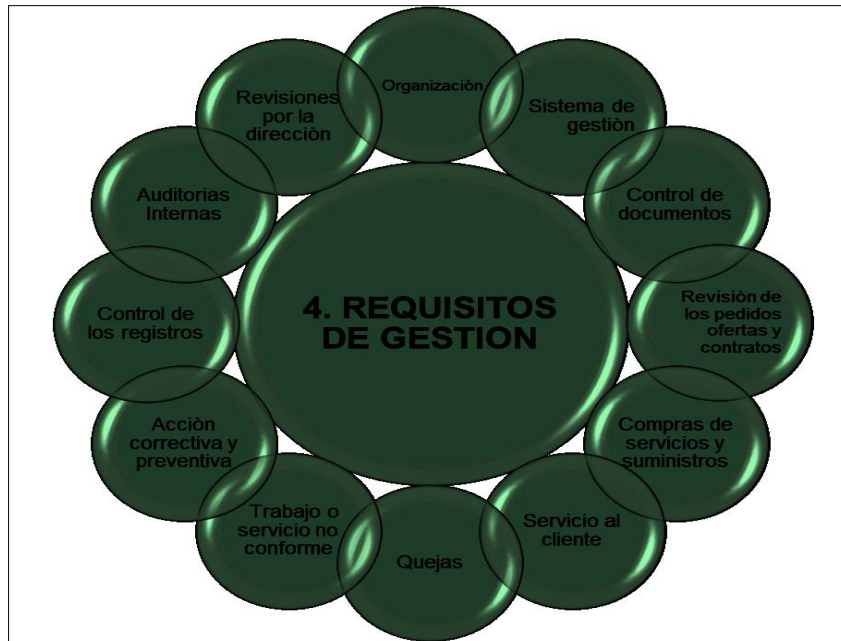 4. REQUISITOS
DE GESTION
Organizaciòn
Sistema de
gestiòn
Control de
documentos
Revisiòn de
los pedidos
ofertas y
contratos
Compras de
servicios y
suministros
Servicio al
cliente
Quejas
Trabajo o
servicio no
conforme
Acciòn
correctiva y
preventiva
Control de
los registros
Auditorias
Internas
Revisiones
por la
direcciòn